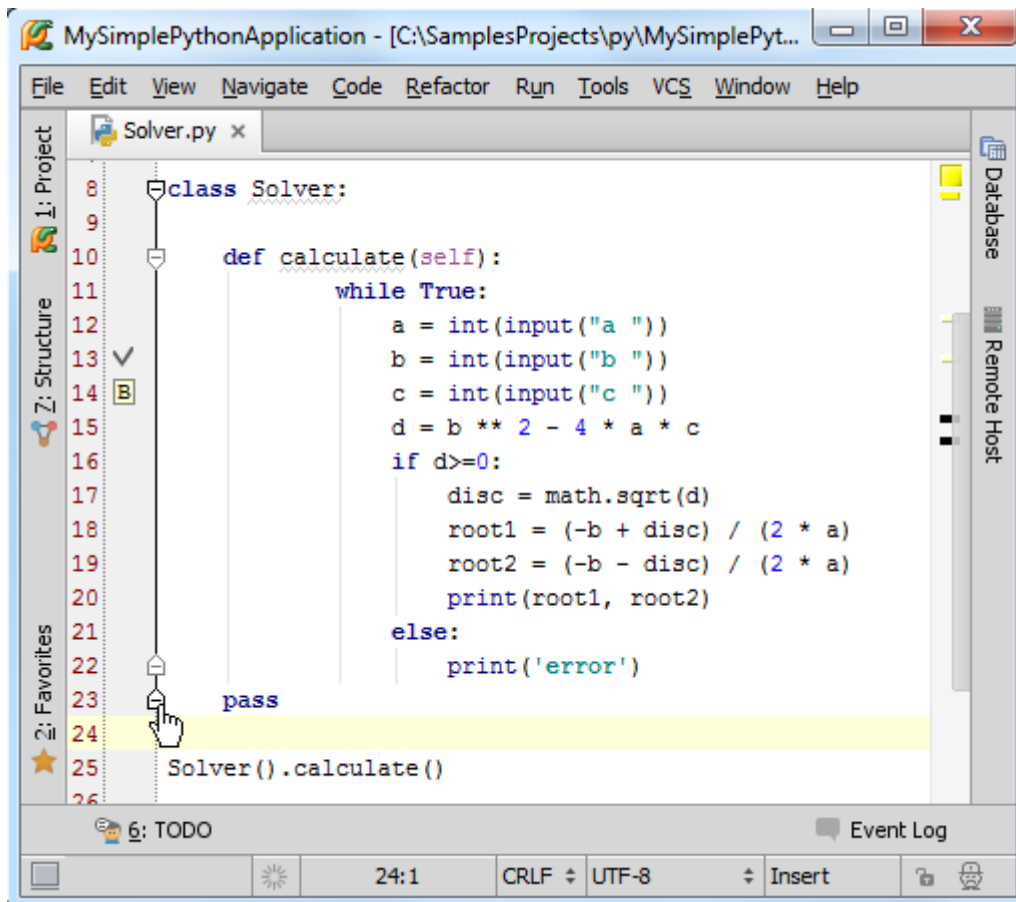 MySimplePythonApplication - [C:\SamplesProjects\py\MySimplePyt...
File Edit View Navigate Code Refactor Run Tools VCS Window Help
Solver.py
1: Project
Z: Structure
2: Favorites
8 class Solver:
9
10 def calculate(self):
11 while True:
12 a = int(input("a "))
13 b = int(input("b "))
14 B c = int(input("c "))
15 d = b ** 2 - 4 * a * c
16 if d>=0:
17 disc = math.sqrt(d)
18 root1 = (-b + disc) / (2 * a)
19 root2 = (-b - disc) / (2 * a)
20 print(root1, root2)
21 else:
22 print('error')
23 pass
24
25 Solver().calculate()
26
Database
Remote Host
6: TODO Event Log
24:1 CRLF UTF-8 Insert